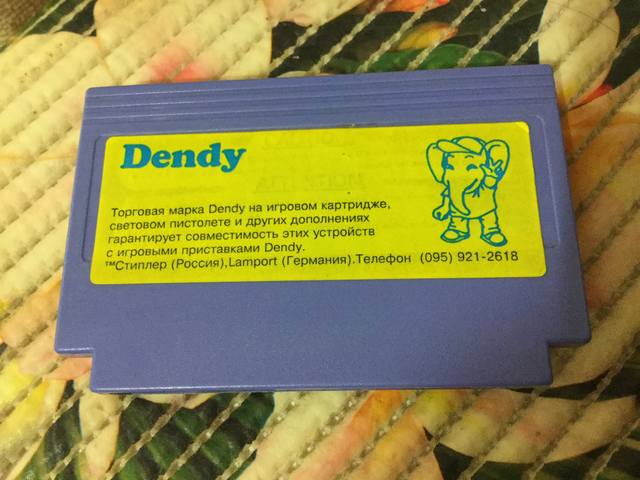 Dendy
Торговая марка Dendy на игровом картридже,
световом пистолете и других дополнениях
гарантирует совместимость этих устройств
с игровыми приставками Dendy.
™Стиплер (Россия),Lamport (Германия).Телефон (095) 921-2618